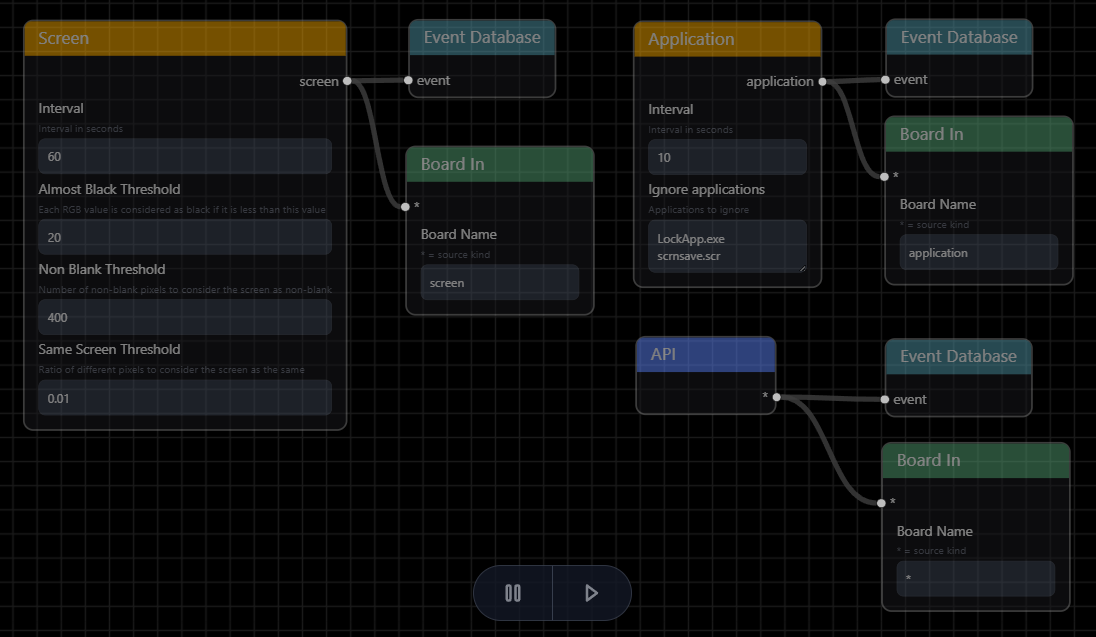 Screen
screen
Interval
Interval in seconds
60
Almost Black Threshold
Each RGB value is considered as black if it is less than this value
20
Non Blank Threshold
Number of non-blank pixels to consider the screen as non-blank
400
Same Screen Threshold
Ratio of different pixels to consider the screen as the same
0.01
Event Database
event
Board In
*
Board Name
* = source kind
screen
Application
application
Interval
Interval in seconds
10
Ignore applications
Applications to ignore
LockApp.exe
scrnsave.scr
Event Database
event
Board In
*
Board Name
* = source kind
application
API
*
Event Database
event
Board In
*
Board Name
* = source kind
*